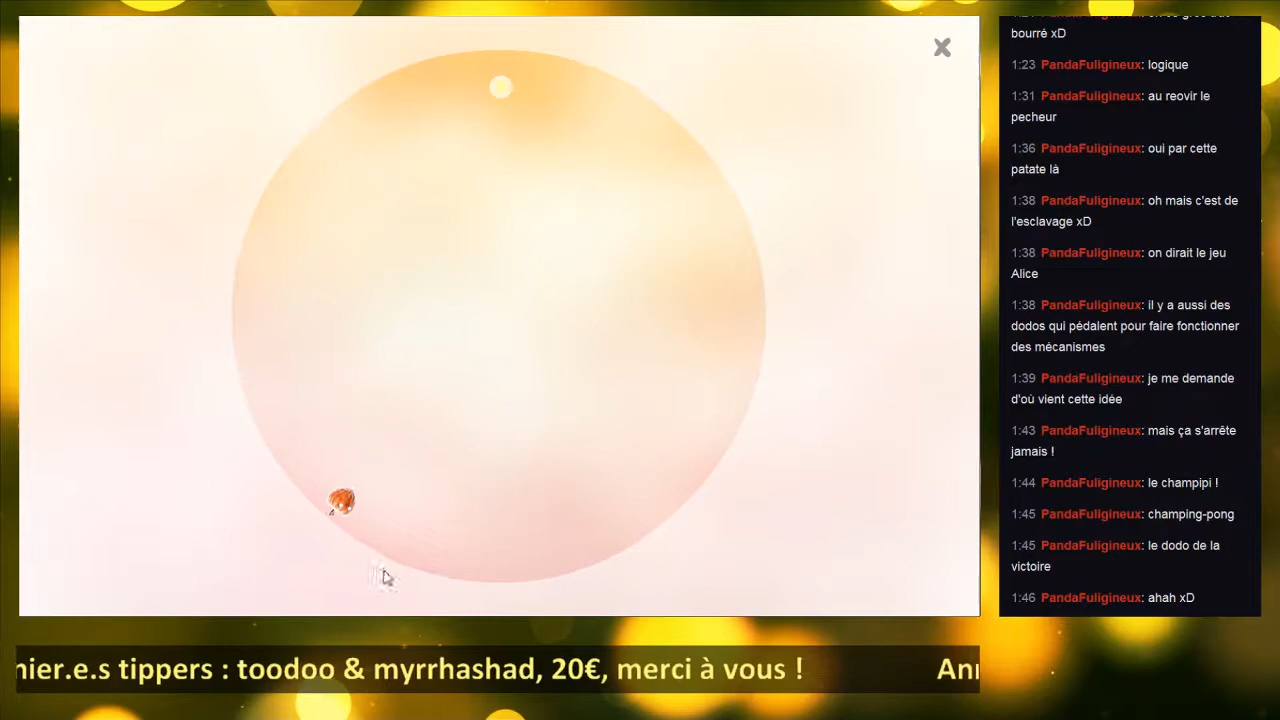 bourré xD
1:23 PandaFuligineux: logique
1:31 PandaFuligineux: au reovir le
pecheur
1:36 PandaFuligineux: oui par cette
patate là
1:38 PandaFuligineux: oh mais c'est de
l'esclavage xD
1:38 PandaFuligineux: on dirait le jeu
Alice
1:38 PandaFuligineux: il y a aussi des
dodos qui pédalent pour faire fonctionner
des mécanismes
1:39 PandaFuligineux: je me demande
d'où vient cette idée
1:43 PandaFuligineux: mais ça s'arrête
jamais !
1:44 PandaFuligineux: le champipi !
1:45 PandaFuligineux: champing-pong
1:45 PandaFuligineux: le dodo de la
victoire
1:46 PandaFuligineux: ahah xD
nier.e.s tippers : toodoo & myrrhashad, 20€, merci à vous !